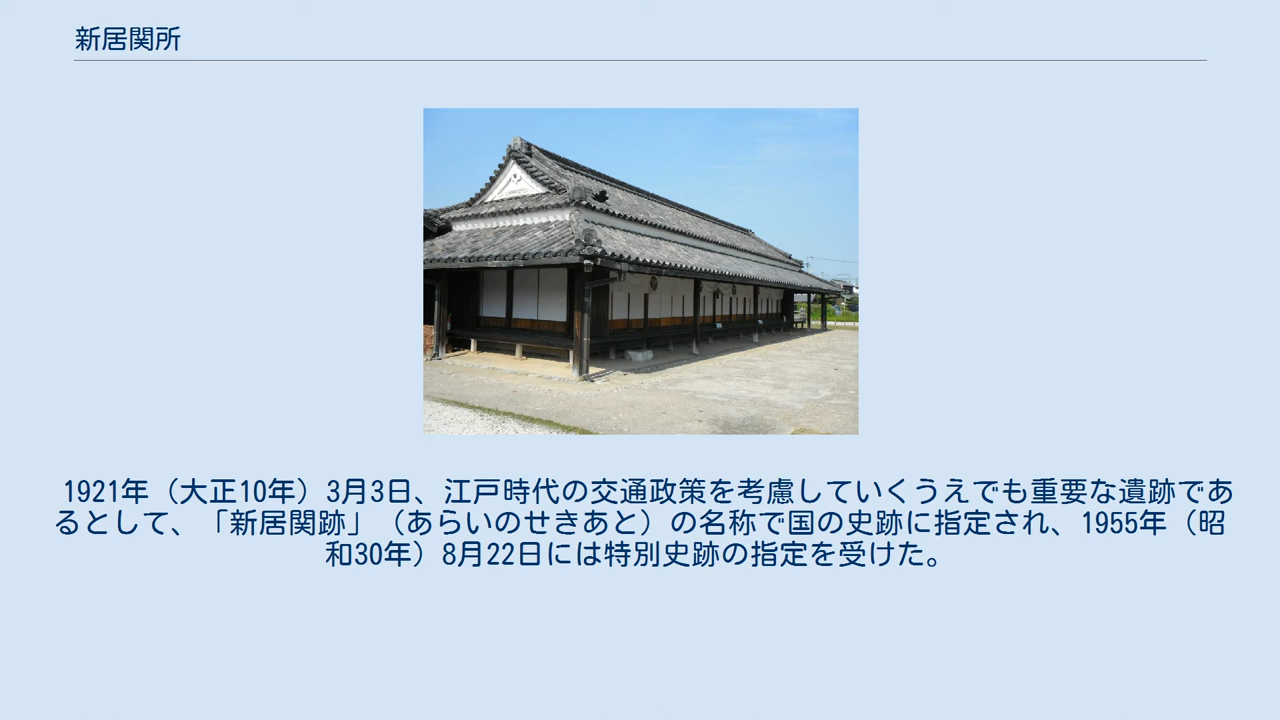 新居関所
1921年（大正10年）3月3日、江戸時代の交通政策を考慮していくうえでも重要な遺跡であ
るとして、「新居関跡」（あらいのせきあと）の名称で国の史跡に指定され、1955年（昭
和30年）8月22日には特別史跡の指定を受けた。